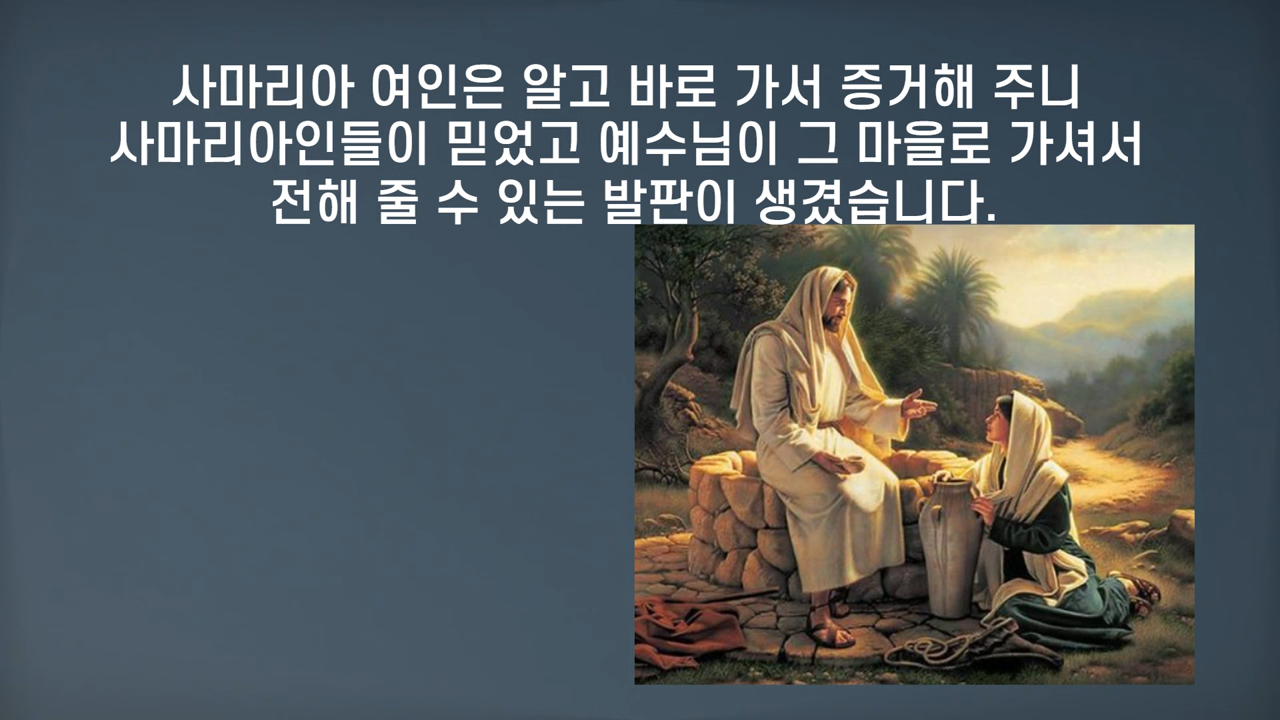 사마리아 여인은 알고 바로 가서 증거해 주니
사마리아인들이 믿었고 예수님이 그 마을로 가셔서
전해 줄 수 있는 발판이 생겼습니다.